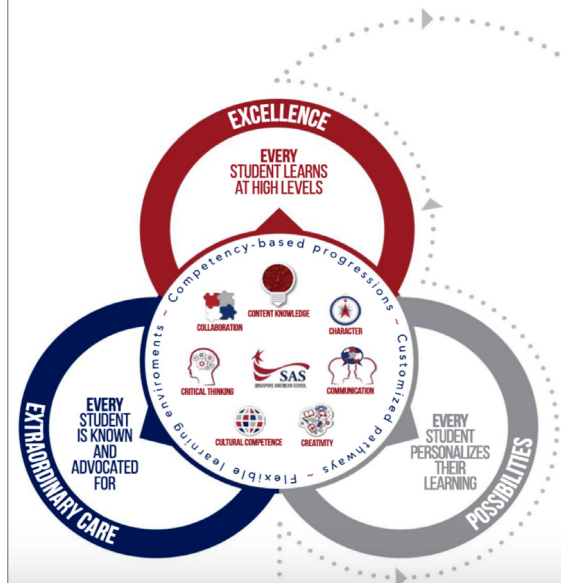 EXCELLENCE
EVERY
STUDENT LEARNS
AT HIGH LEVELS
~ Competency-based progressions ~ Customized pathways ~ Flexible learning enviroments
COLLABORATION
CONTENT KNOWLEDGE
CHARACTER
CRITICAL THINKING
SAS
SINGAPORE AMERICAN SCHOOL
COMMUNICATION
CULTURAL COMPETENCE
CREATIVITY
EXTRAORDINARY CARE
EVERY
STUDENT
IS KNOWN
AND
ADVOCATED
FOR
EVERY
STUDENT
PERSONALIZES
THEIR
LEARNING
POSSIBILITIES